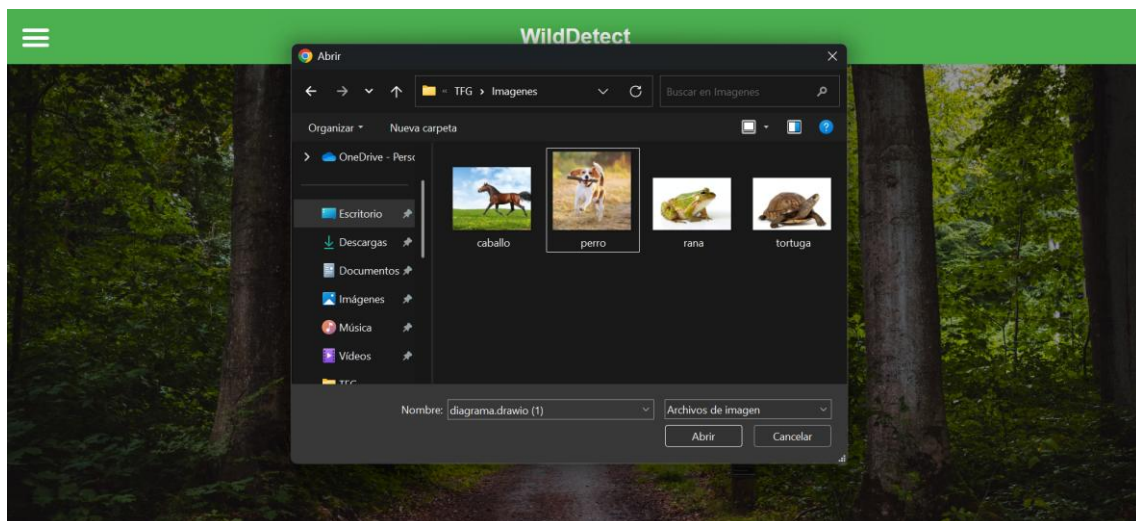 WildDetect
Abrir
« TFG › Imagenes
Buscar en Imagenes
Organizar
Nueva carpeta
OneDrive - Perso
Escritorio
Descargas
Documentos
Imágenes
Música
Vídeos
TFG
caballo
perro
rana
tortuga
Nombre: diagrama.drawio (1)
Archivos de imagen
Abrir
Cancelar